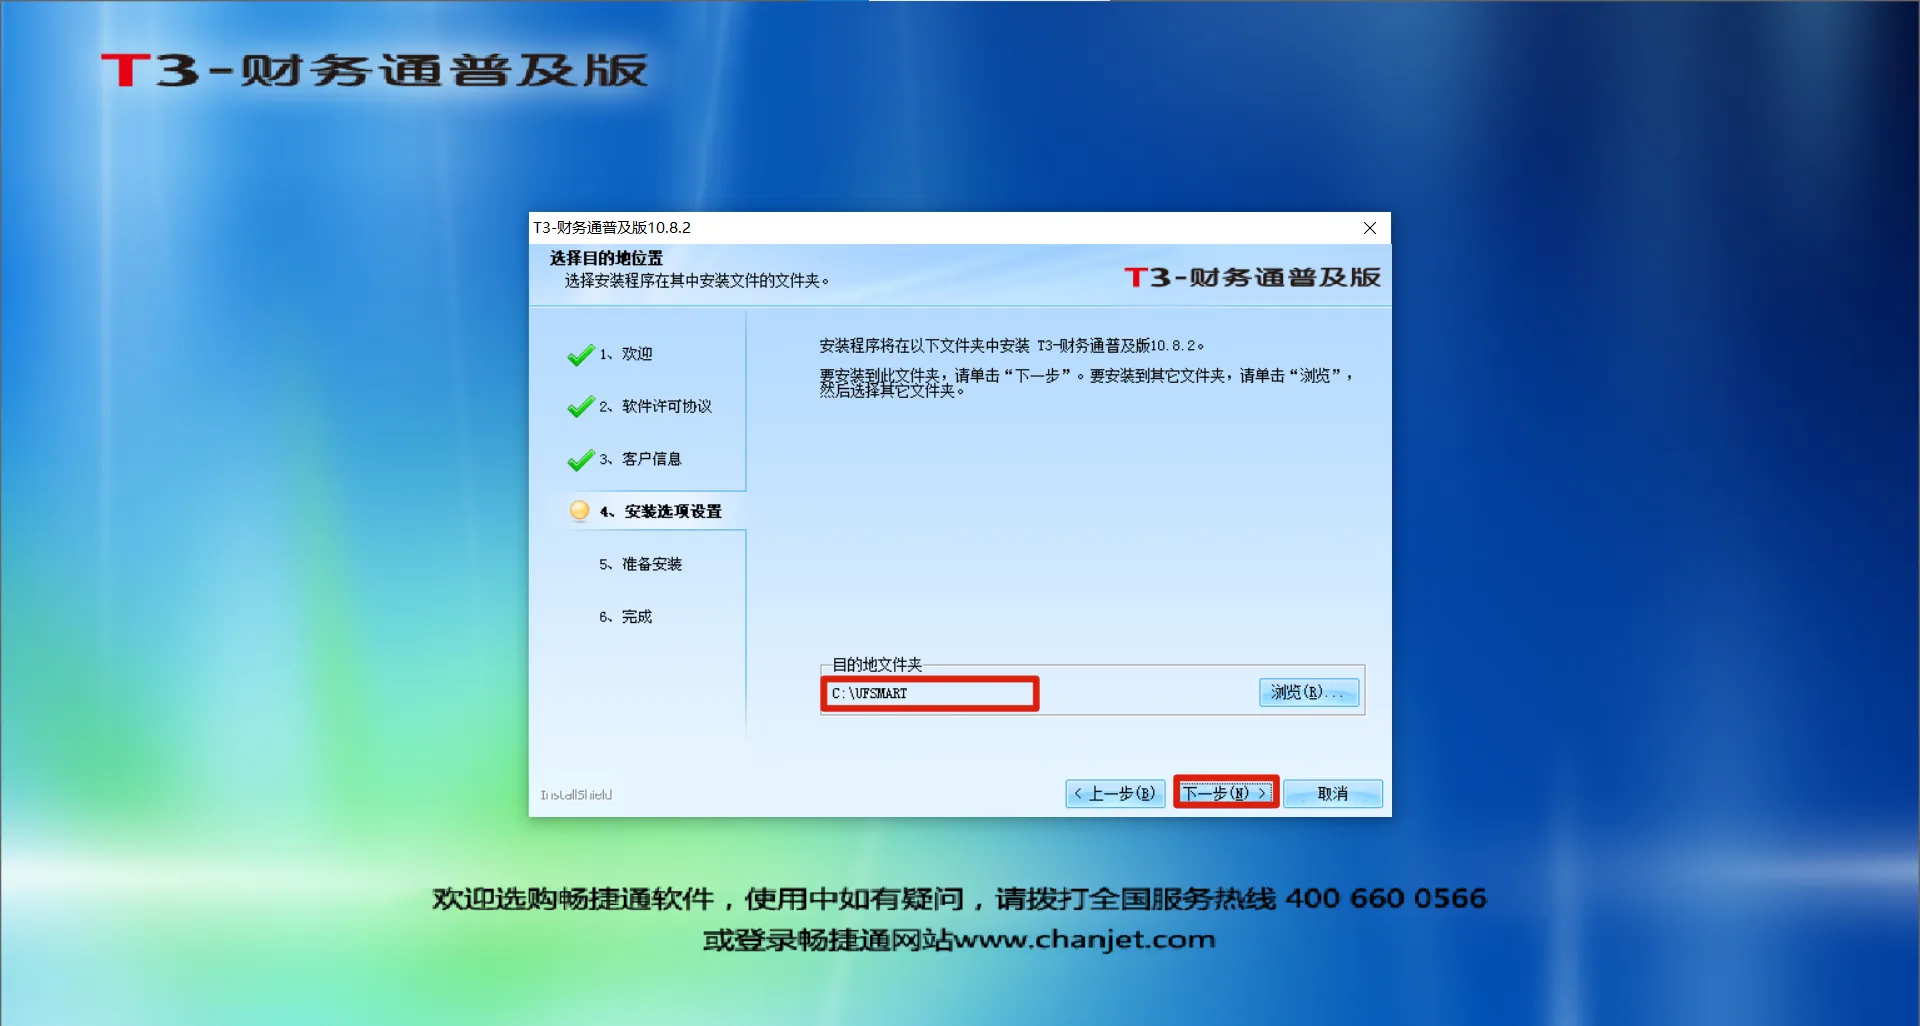 T3-财务通普及版
T3-财务通普及版10.8.2
选择目的地位置
选择安装程序在其中安装文件的文件夹。
T3-财务通普及版
1、欢迎
2、软件许可协议
3、客户信息
4、安装选项设置
5、准备安装
6、完成
安装程序将在以下文件夹中安装 T3-财务通普及版10.8.2。
要安装到此文件夹，请单击“下一步”。要安装到其它文件夹，请单击“浏览”，
然后选择其它文件夹。
目的地文件夹
C:\UFSMART
浏览(R)...
InstallShield
< 上一步(B)
下一步(N) >
取消
欢迎选购畅捷通软件，使用中如有疑问，请拨打全国服务热线 400 660 0566
或登录畅捷通网站www.chanjet.com